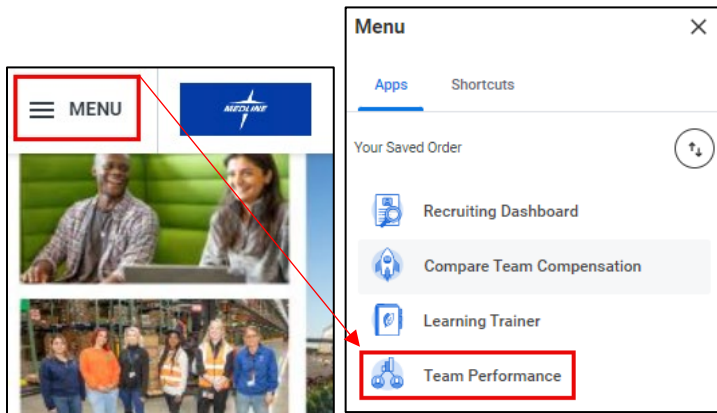 MENU
MEDLINE
Menu
Apps
Shortcuts
Your Saved Order
Recruiting Dashboard
Compare Team Compensation
Learning Trainer
Team Performance